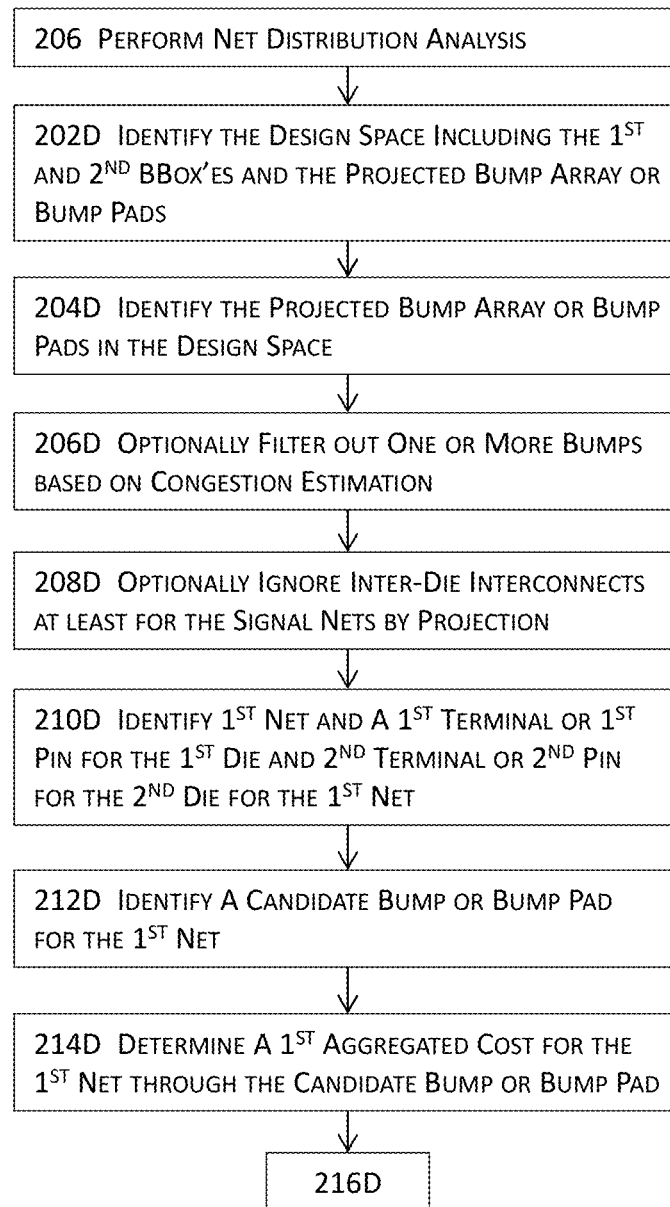 206 PERFORM NET DISTRIBUTION ANALYSIS
202D IDENTIFY THE DESIGN SPACE INCLUDING THE 1ST
AND 2ND BBOX'ES AND THE PROJECTED BUMP ARRAY OR
BUMP PADS
204D IDENTIFY THE PROJECTED BUMP ARRAY OR BUMP
PADS IN THE DESIGN SPACE
206D OPTIONALLY FILTER OUT ONE OR MORE BUMPS
BASED ON CONGESTION ESTIMATION
208D OPTIONALLY IGNORE INTER-DIE INTERCONNECTS
AT LEAST FOR THE SIGNAL NETS BY PROJECTION
210D IDENTIFY 1ST NET AND A 1ST TERMINAL OR 1ST
PIN FOR THE 1ST DIE AND 2ND TERMINAL OR 2ND PIN
FOR THE 2ND DIE FOR THE 1ST NET
212D IDENTIFY A CANDIDATE BUMP OR BUMP PAD
FOR THE 1ST NET
214D DETERMINE A 1ST AGGREGATED COST FOR THE
1ST NET THROUGH THE CANDIDATE BUMP OR BUMP PAD
216D